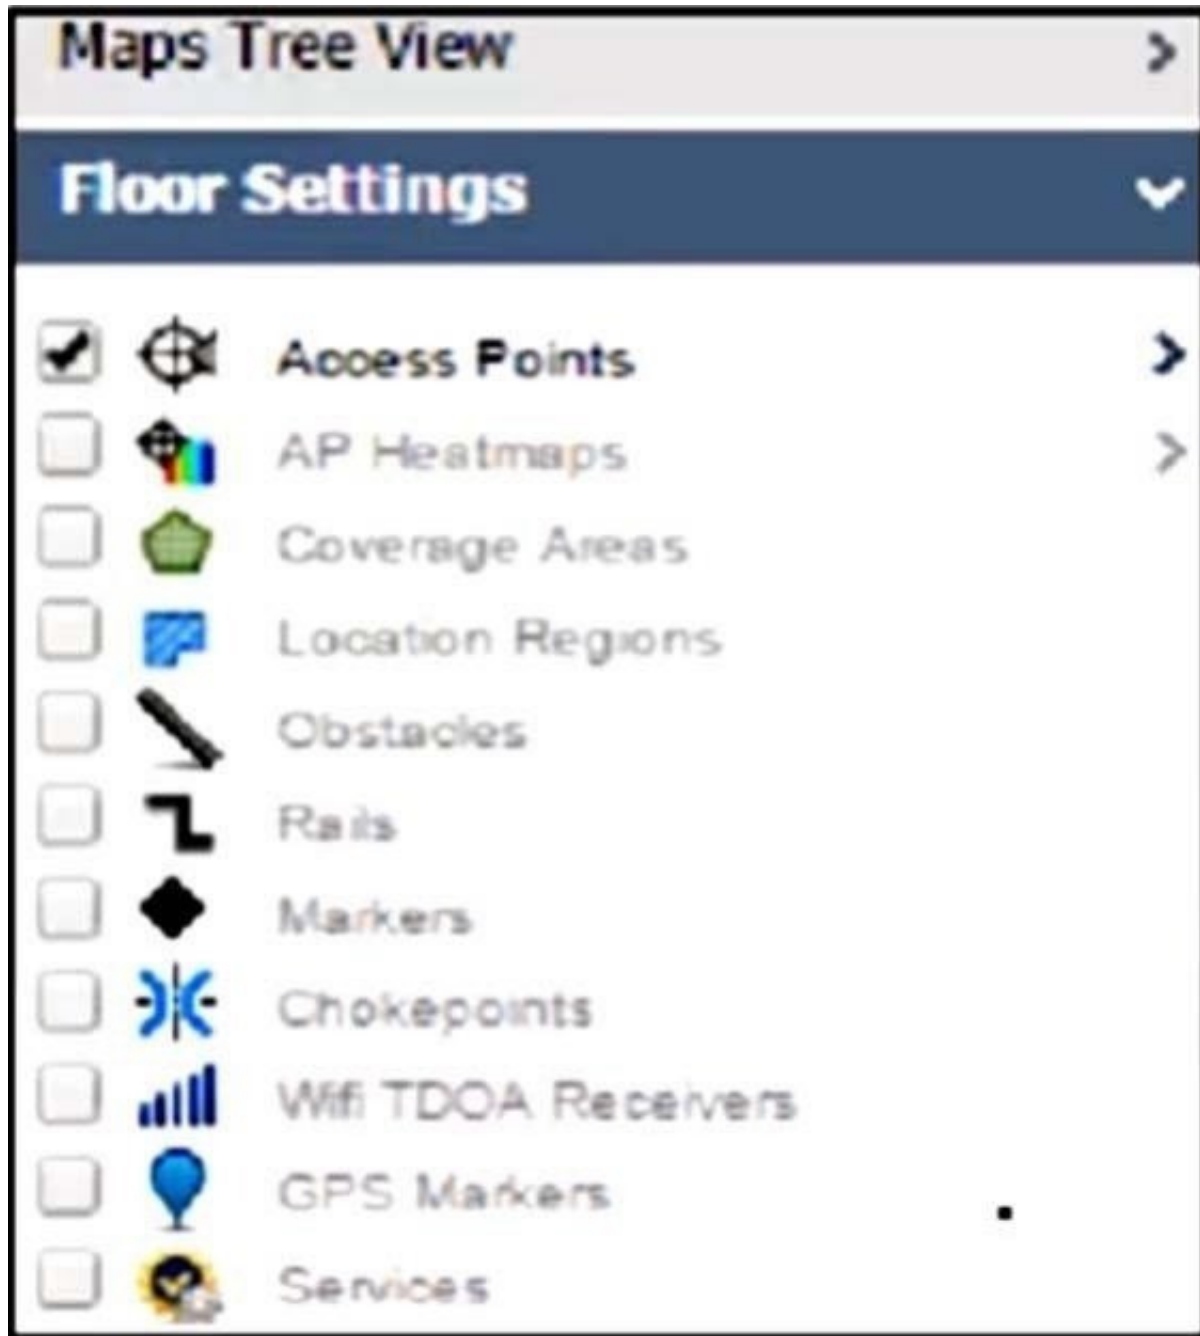 Maps Tree View
Floor Settings
Access Points
AP Heatmaps
Coverage Areas
Location Regions
Obstacles
Rails
Markers
Chokepoints
Wifi TDOA Receivers
GPS Markers
Services